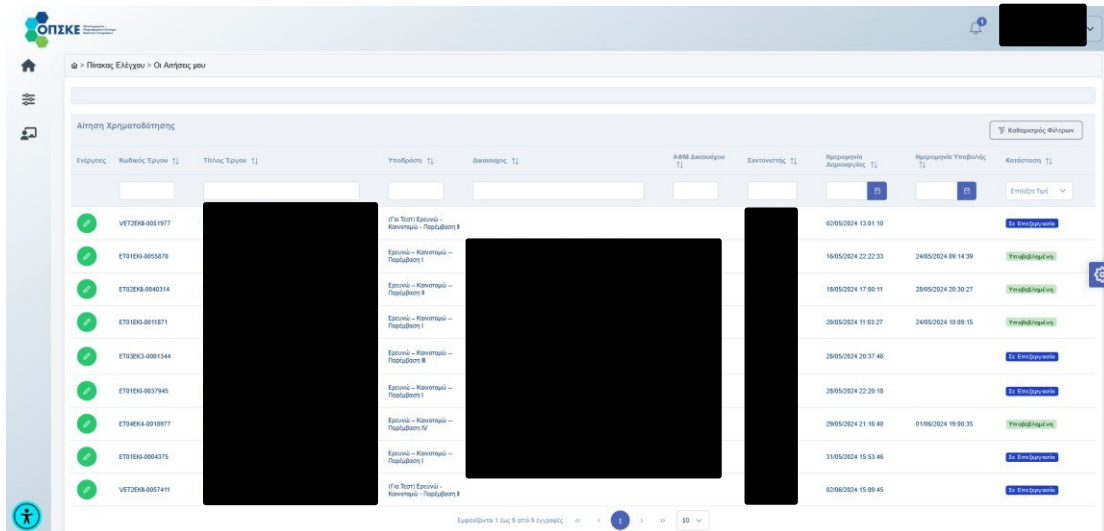 ΟΠΣΚΕ
1
> Πίνακας Ελέγχου > Οι Αιτήσεις μου
Αίτηση Χρηματοδότησης
Καθαρισμός Φίλτρων
Ενέργειες Κωδικός Έργου Τίτλος Έργου Υποδράση Δικαιούχος ΑΦΜ Δικαιούχου Συντονιστής Ημερομηνία Δημιουργίας Ημερομηνία Υποβολής Κατάσταση
Επιλέξτε Τιμή
VET2EKII-0051977 (Για Τεστ) Ερευνώ - Καινοτομώ - Παρέμβαση II 02/05/2024 13:01:10 Σε Επεξεργασία
ET01EKI-0055870 Ερευνώ – Καινοτομώ – Παρέμβαση I 16/05/2024 22:22:33 24/05/2024 09:14:39 Υποβεβλημένη
ET02EKII-0040314 Ερευνώ – Καινοτομώ – Παρέμβαση II 18/05/2024 17:00:11 28/05/2024 20:30:27 Υποβεβλημένη
ET01EKI-0011871 Ερευνώ – Καινοτομώ – Παρέμβαση I 20/05/2024 11:03:27 24/05/2024 10:09:15 Υποβεβλημένη
ET03EK3-0001344 Ερευνώ – Καινοτομώ – Παρέμβαση III 28/05/2024 20:37:48 Σε Επεξεργασία
ET01EKI-0037945 Ερευνώ – Καινοτομώ – Παρέμβαση I 28/05/2024 22:20:18 Σε Επεξεργασία
ET04EK4-0018977 Ερευνώ – Καινοτομώ – Παρέμβαση IV 29/05/2024 21:16:40 01/06/2024 19:00:35 Υποβεβλημένη
ET01EKI-0004375 Ερευνώ – Καινοτομώ – Παρέμβαση I 31/05/2024 15:53:46 Σε Επεξεργασία
VET2EKII-0057411 (Για Τεστ) Ερευνώ - Καινοτομώ - Παρέμβαση II 02/06/2024 15:09:45 Σε Επεξεργασία
Εμφανίζονται 1 έως 9 από 9 εγγραφές « ‹ 1 › » 10